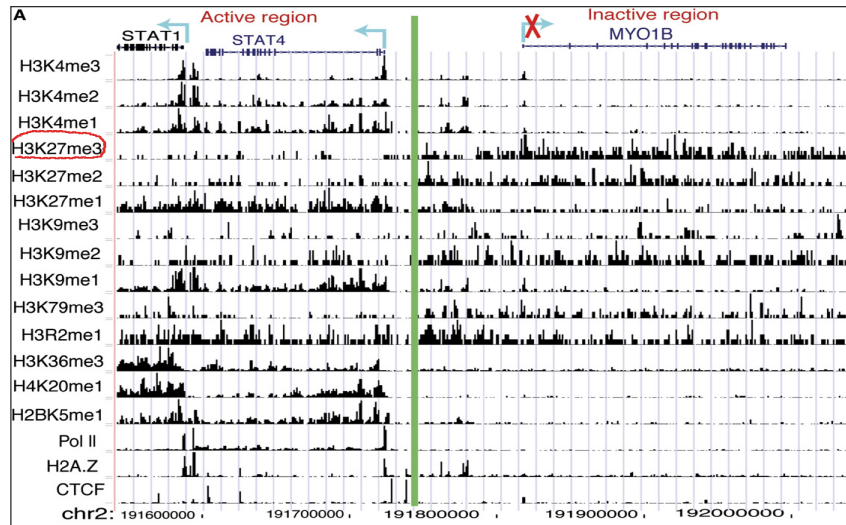 A
Active region
Inactive region
STAT1
STAT4
MYO1B
H3K4me3
H3K4me2
H3K4me1
H3K27me3
H3K27me2
H3K27me1
H3K9me3
H3K9me2
H3K9me1
H3K79me3
H3R2me1
H3K36me3
H4K20me1
H2BK5me1
Pol II
H2A.Z
CTCF
chr2: 191600000 191700000 191800000 191900000 192000000